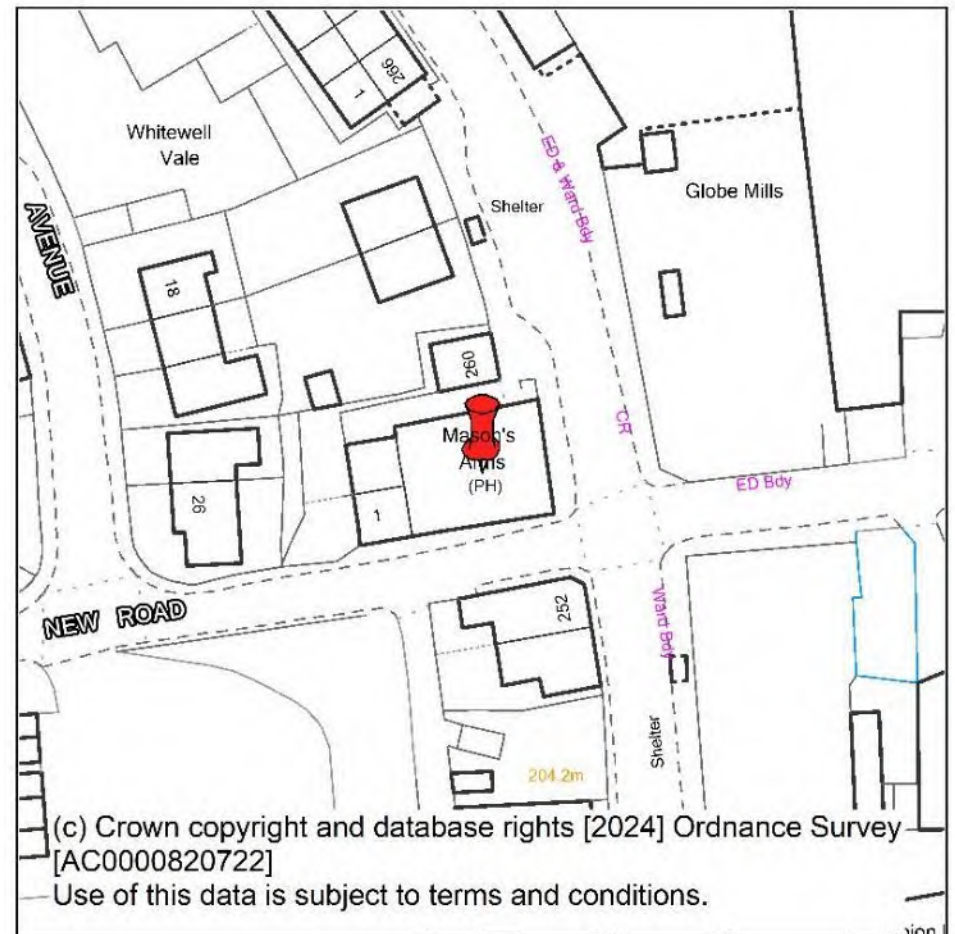 266
1
Whitewell
Vale
ED & Ward Bdy
Globe Mills
Shelter
AVENUE
18
260
CR
Mason's
Arms
(PH)
ED Bdy
26
1
NEW ROAD
252
Ward Bdy
Shelter
204.2m
(c) Crown copyright and database rights [2024] Ordnance Survey
[AC0000820722]
Use of this data is subject to terms and conditions.